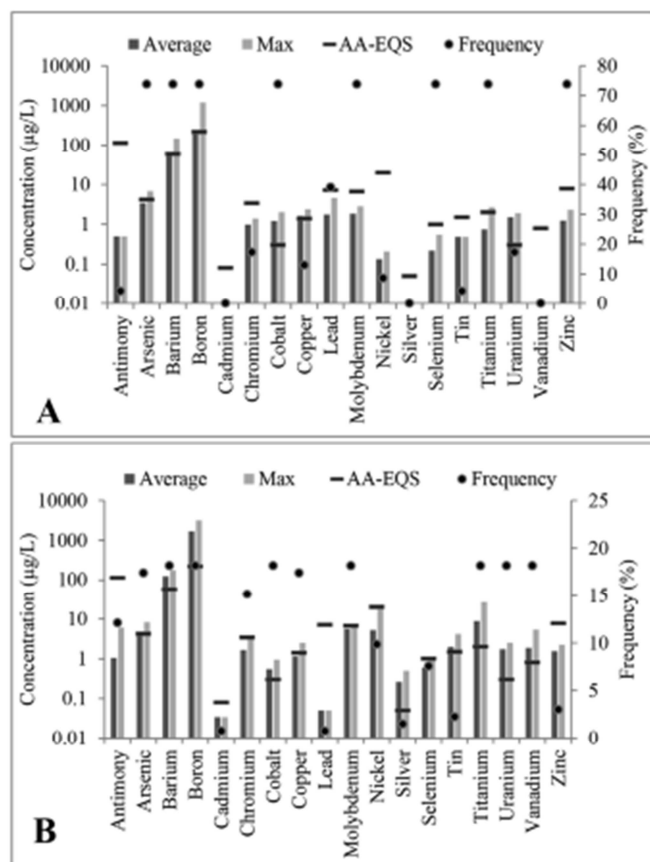 Average Max AA-EQS Frequency
10000
1000
100
10
1
0.1
0.01
Concentration (µg/L)
80
70
60
50
40
30
20
10
0
Frequency (%)
Antimony
Arsenic
Barium
Boron
Cadmium
Chromium
Cobalt
Copper
Lead
Molybdenum
Nickel
Silver
Selenium
Tin
Titanium
Uranium
Vanadium
Zinc
A
Average Max AA-EQS Frequency
10000
1000
100
10
1
0.1
0.01
Concentration (µg/L)
25
20
15
10
5
0
Frequency (%)
Antimony
Arsenic
Barium
Boron
Cadmium
Chromium
Cobalt
Copper
Lead
Molybdenum
Nickel
Silver
Selenium
Tin
Titanium
Uranium
Vanadium
Zinc
B